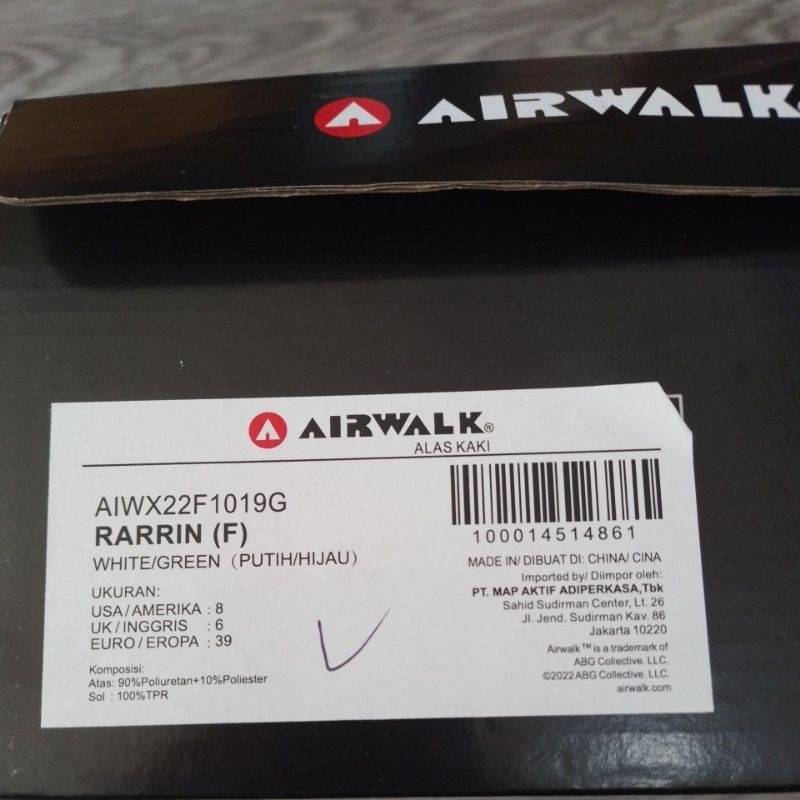 AIRWALK
AIRWALK®
ALAS KAKI
AIWX22F1019G
RARRIN (F)
WHITE/GREEN (PUTIH/HIJAU)
UKURAN:
USA/AMERIKA : 8
UK/INGGRIS : 6
EURO/EROPA : 39
Komposisi:
Atas: 90%Poliuretan+10%Poliester
Sol : 100%TPR
100014514861
MADE IN/ DIBUAT DI: CHINA/ CINA
Imported by/ Diimpor oleh:
PT. MAP AKTIF ADIPERKASA,Tbk
Sahid Sudirman Center, Lt. 26
Jl. Jend. Sudirman Kav. 86
Jakarta 10220
Airwalk™ is a trademark of
ABG Collective. LLC.
©2022 ABG Collective. LLC.
airwalk.com